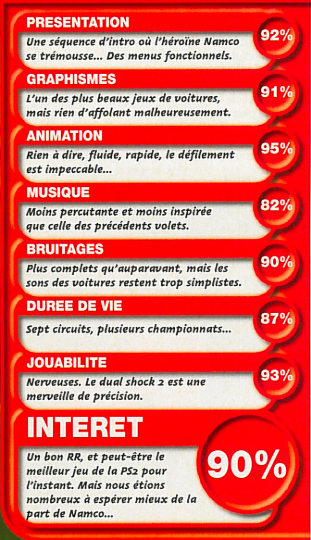 PRESENTATION
92%
Une séquence d'intro où l'héroïne Namco
se trémousse... Des menus fonctionnels.
GRAPHISMES
91%
L'un des plus beaux jeux de voitures,
mais rien d'affolant malheureusement.
ANIMATION
95%
Rien à dire, fluide, rapide, le défilement
est impeccable...
MUSIQUE
82%
Moins percutante et moins inspirée
que celle des précédents volets.
BRUITAGES
90%
Plus complets qu'auparavant, mais les
sons des voitures restent trop simplistes.
DUREE DE VIE
87%
Sept circuits, plusieurs championnats...
JOUABILITE
93%
Nerveuses. Le dual shock 2 est une
merveille de précision.
INTERET
90%
Un bon RR, et peut-être le
meilleur jeu de la PS2 pour
l'instant. Mais nous étions
nombreux à espérer mieux de la
part de Namco...